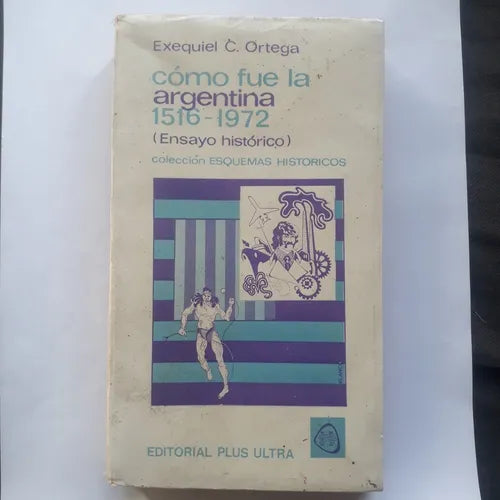 Exequiel C. Ortega
cómo fue la
argentina
1516-1972
(Ensayo histórico)
colección ESQUEMAS HISTORICOS
EDITORIAL PLUS ULTRA